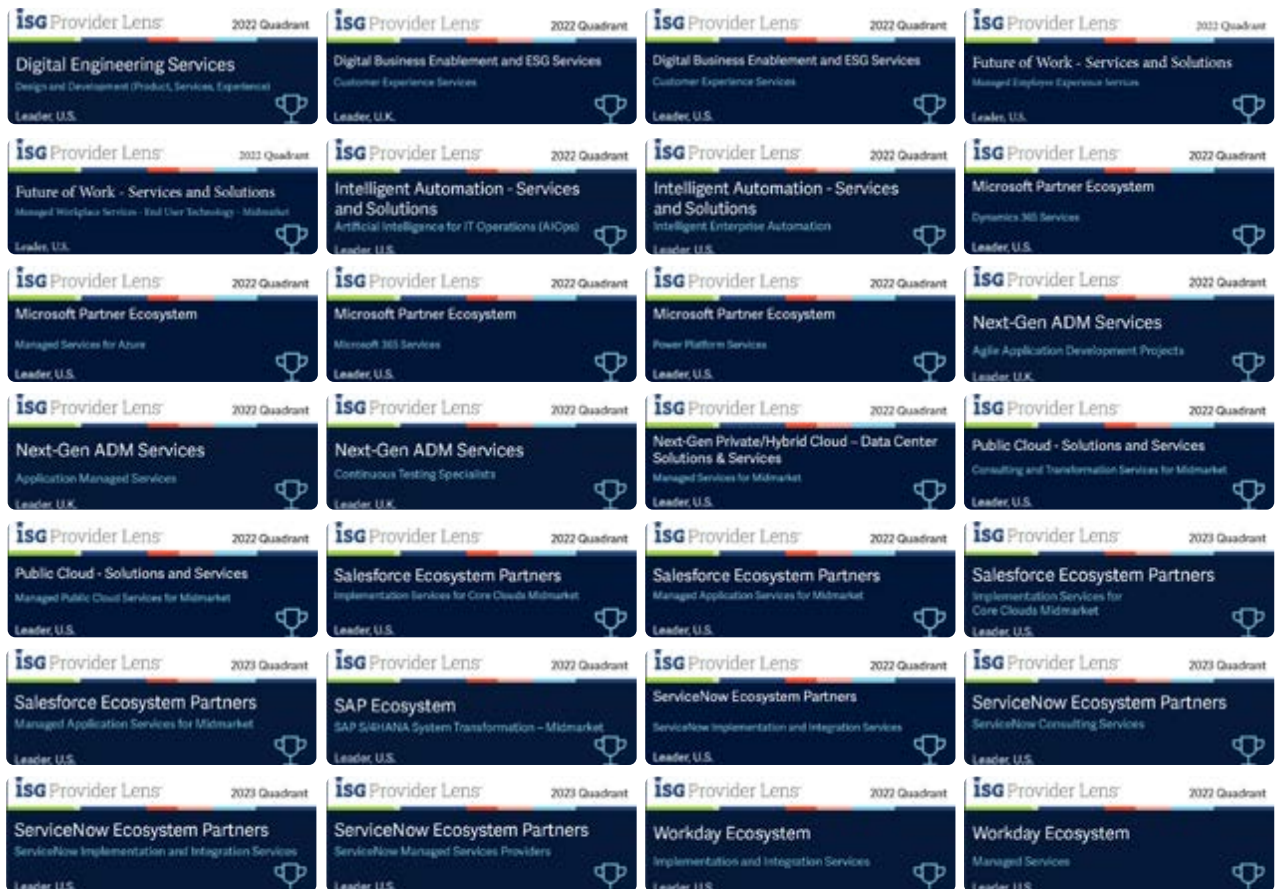 ISG Provider Lens 2022 Quadrant
Digital Engineering Services
Design and Development (Product, Services, Experience)
Leader, U.S.
ISG Provider Lens 2022 Quadrant
Digital Business Enablement and ESG Services
Customer Experience Services
Leader, U.K.
ISG Provider Lens 2022 Quadrant
Digital Business Enablement and ESG Services
Customer Experience Services
Leader, U.S.
ISG Provider Lens 2022 Quadrant
Future of Work - Services and Solutions
Managed Employee Experience Services
Leader, U.S.
ISG Provider Lens 2022 Quadrant
Future of Work - Services and Solutions
Managed Workplace Services - End User Technology - Midmarket
Leader, U.S.
ISG Provider Lens 2022 Quadrant
Intelligent Automation - Services
and Solutions
Artificial Intelligence for IT Operations (AIOps)
Leader U.S.
ISG Provider Lens 2022 Quadrant
Intelligent Automation - Services
and Solutions
Intelligent Enterprise Automation
Leader U.S.
ISG Provider Lens 2022 Quadrant
Microsoft Partner Ecosystem
Dynamics 365 Services
Leader, U.S.
ISG Provider Lens 2022 Quadrant
Microsoft Partner Ecosystem
Managed Services for Azure
Leader, U.S.
ISG Provider Lens 2022 Quadrant
Microsoft Partner Ecosystem
Microsoft 365 Services
Leader, U.S.
ISG Provider Lens 2022 Quadrant
Microsoft Partner Ecosystem
Power Platform Services
Leader, U.S.
ISG Provider Lens 2022 Quadrant
Next-Gen ADM Services
Agile Application Development Projects
Leader, U.K.
ISG Provider Lens 2022 Quadrant
Next-Gen ADM Services
Application Managed Services
Leader, U.K.
ISG Provider Lens 2022 Quadrant
Next-Gen ADM Services
Continuous Testing Specialists
Leader, U.K.
ISG Provider Lens 2022 Quadrant
Next-Gen Private/Hybrid Cloud – Data Center
Solutions & Services
Managed Services for Midmarket
Leader, U.S.
ISG Provider Lens 2022 Quadrant
Public Cloud - Solutions and Services
Consulting and Transformation Services for Midmarket
Leader, U.S.
ISG Provider Lens 2022 Quadrant
Public Cloud - Solutions and Services
Managed Public Cloud Services for Midmarket
Leader, U.S.
ISG Provider Lens 2022 Quadrant
Salesforce Ecosystem Partners
Implementation Services for Core Clouds Midmarket
Leader, U.S.
ISG Provider Lens 2022 Quadrant
Salesforce Ecosystem Partners
Managed Application Services for Midmarket
Leader, U.S.
ISG Provider Lens 2023 Quadrant
Salesforce Ecosystem Partners
Implementation Services for
Core Clouds Midmarket
Leader, U.S.
ISG Provider Lens 2023 Quadrant
Salesforce Ecosystem Partners
Managed Application Services for Midmarket
Leader, U.S.
ISG Provider Lens 2022 Quadrant
SAP Ecosystem
SAP S/4HANA System Transformation – Midmarket
Leader, U.S.
ISG Provider Lens 2022 Quadrant
ServiceNow Ecosystem Partners
ServiceNow Implementation and Integration Services
Leader, U.S.
ISG Provider Lens 2023 Quadrant
ServiceNow Ecosystem Partners
ServiceNow Consulting Services
Leader, U.S.
ISG Provider Lens 2023 Quadrant
ServiceNow Ecosystem Partners
ServiceNow Implementation and Integration Services
Leader, U.S.
ISG Provider Lens 2023 Quadrant
ServiceNow Ecosystem Partners
ServiceNow Managed Services Providers
Leader, U.S.
ISG Provider Lens 2022 Quadrant
Workday Ecosystem
Implementation and Integration Services
Leader, U.S.
ISG Provider Lens 2022 Quadrant
Workday Ecosystem
Managed Services
Leader, U.S.